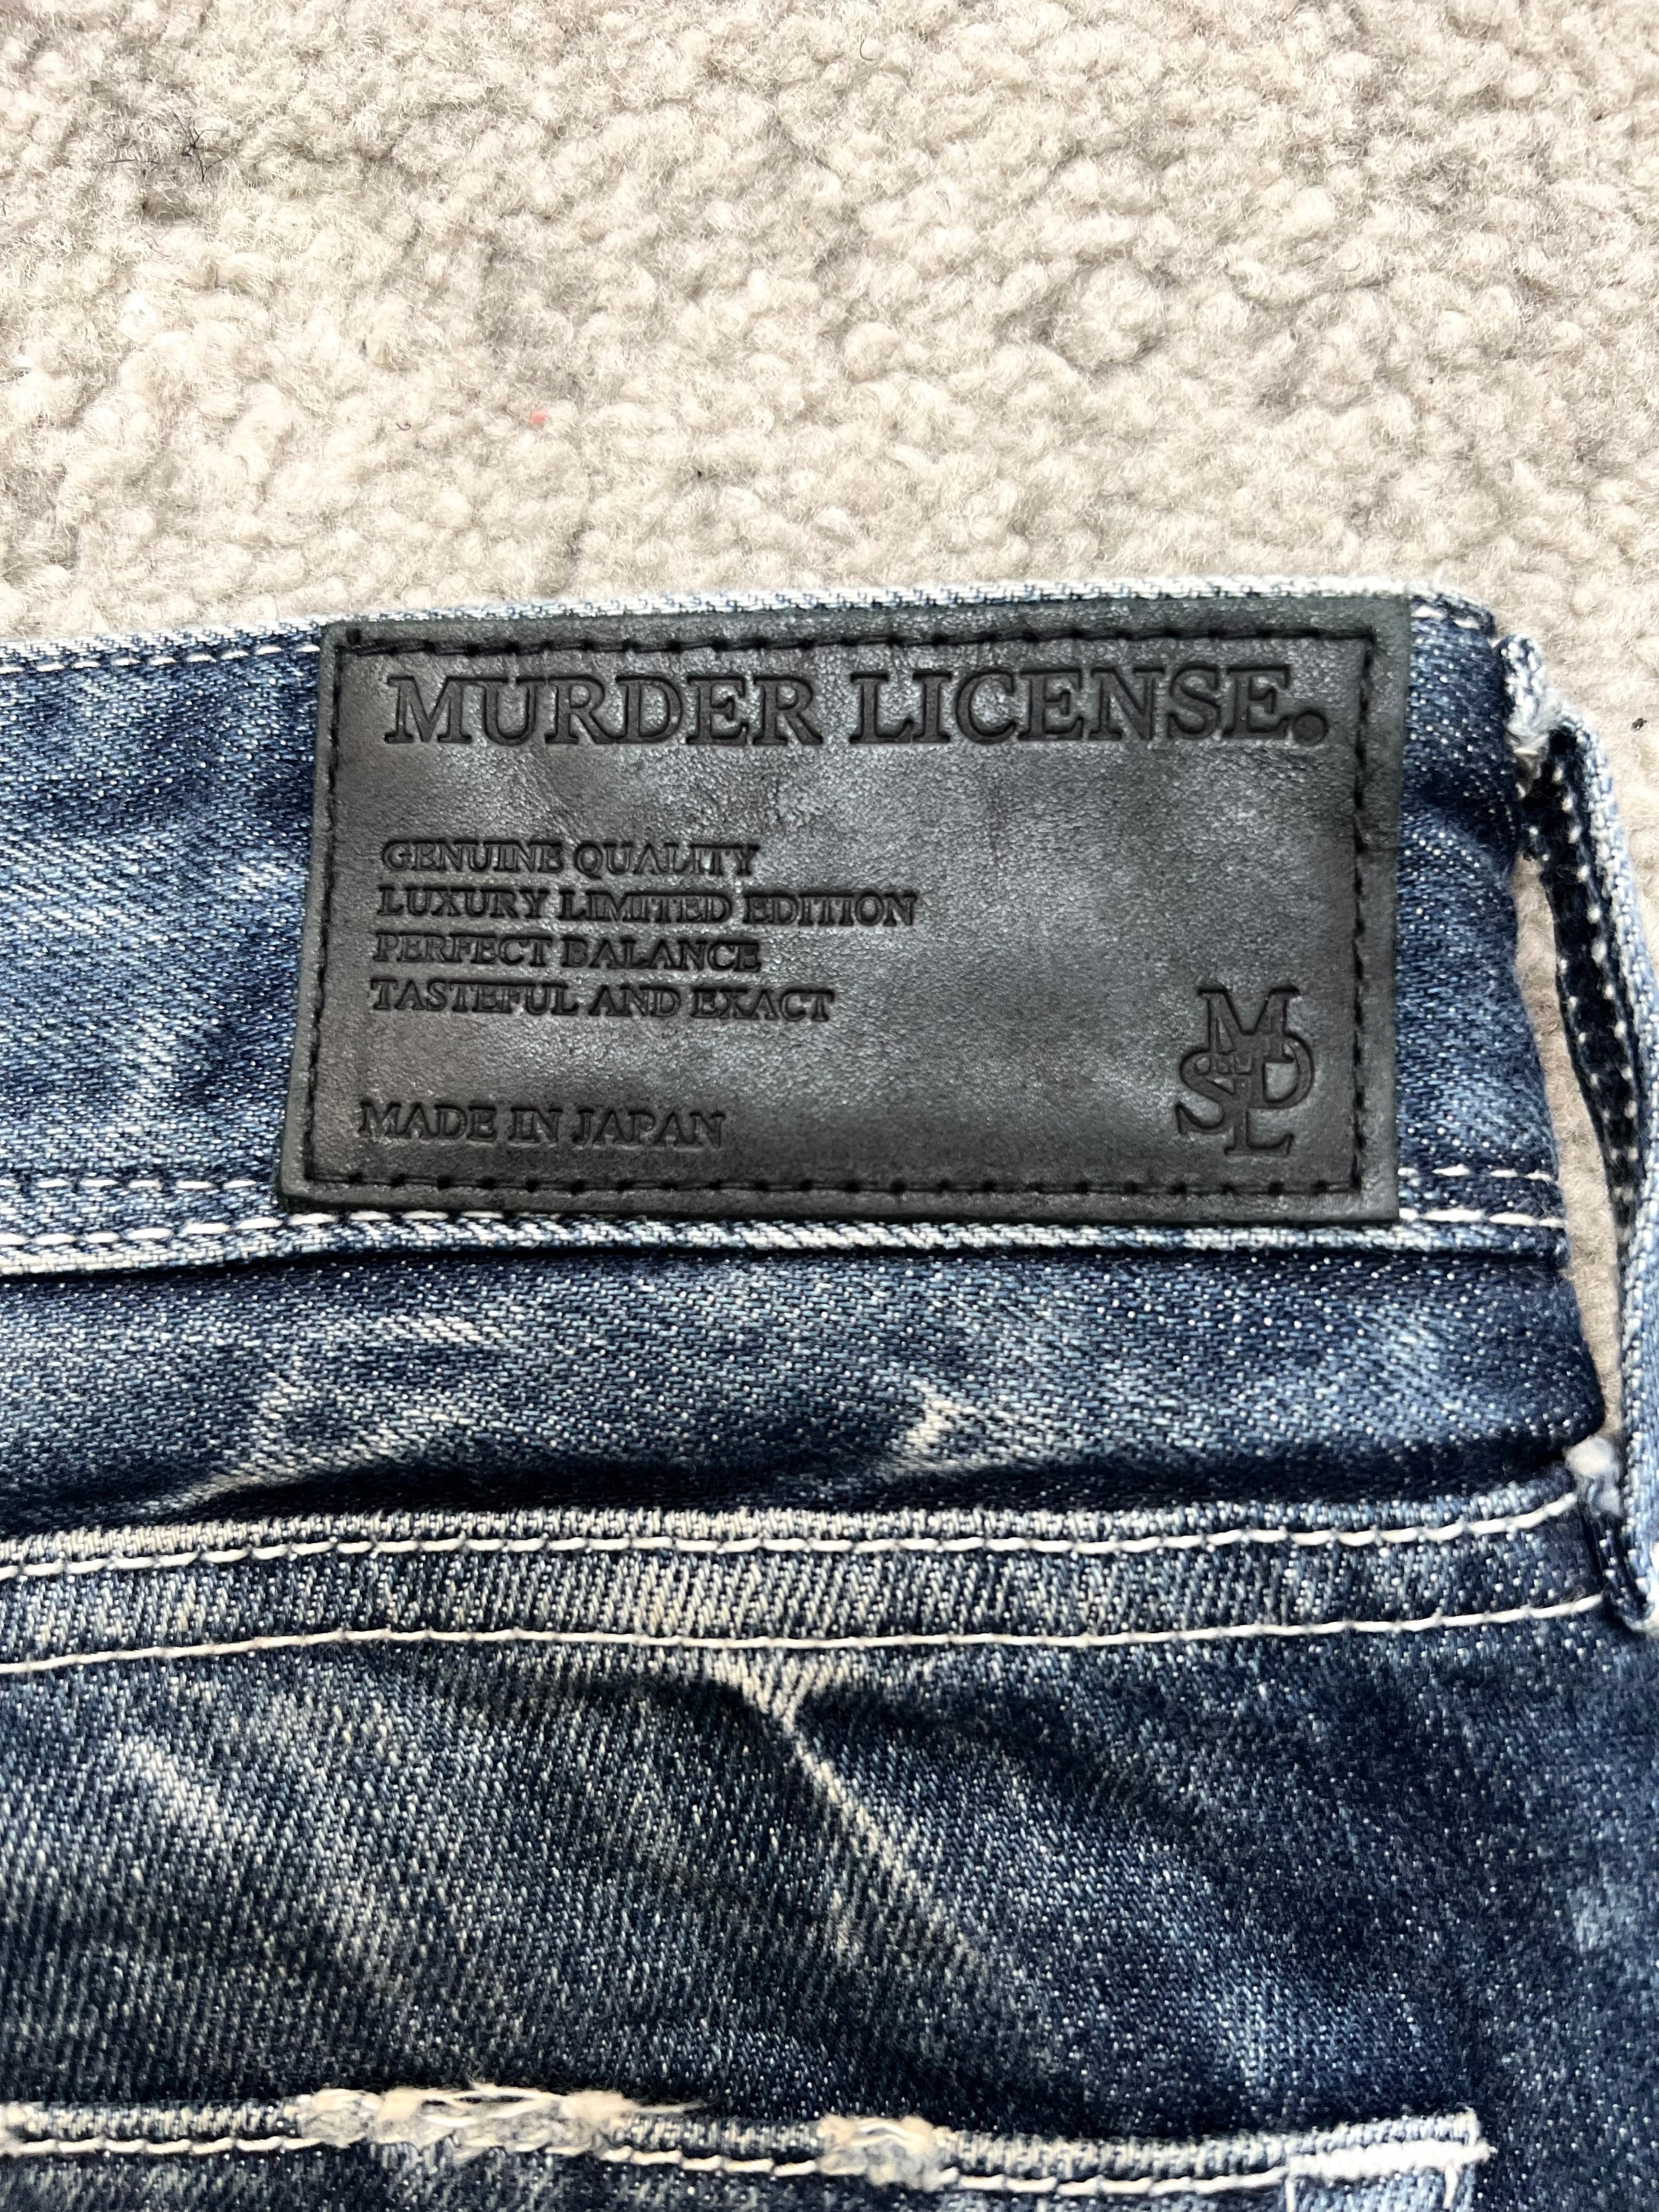 MURDER LICENSE.
GENUINE QUALITY
LUXURY LIMITED EDITION
PERFECT BALANCE
TASTEFUL AND EXACT
MADE IN JAPAN